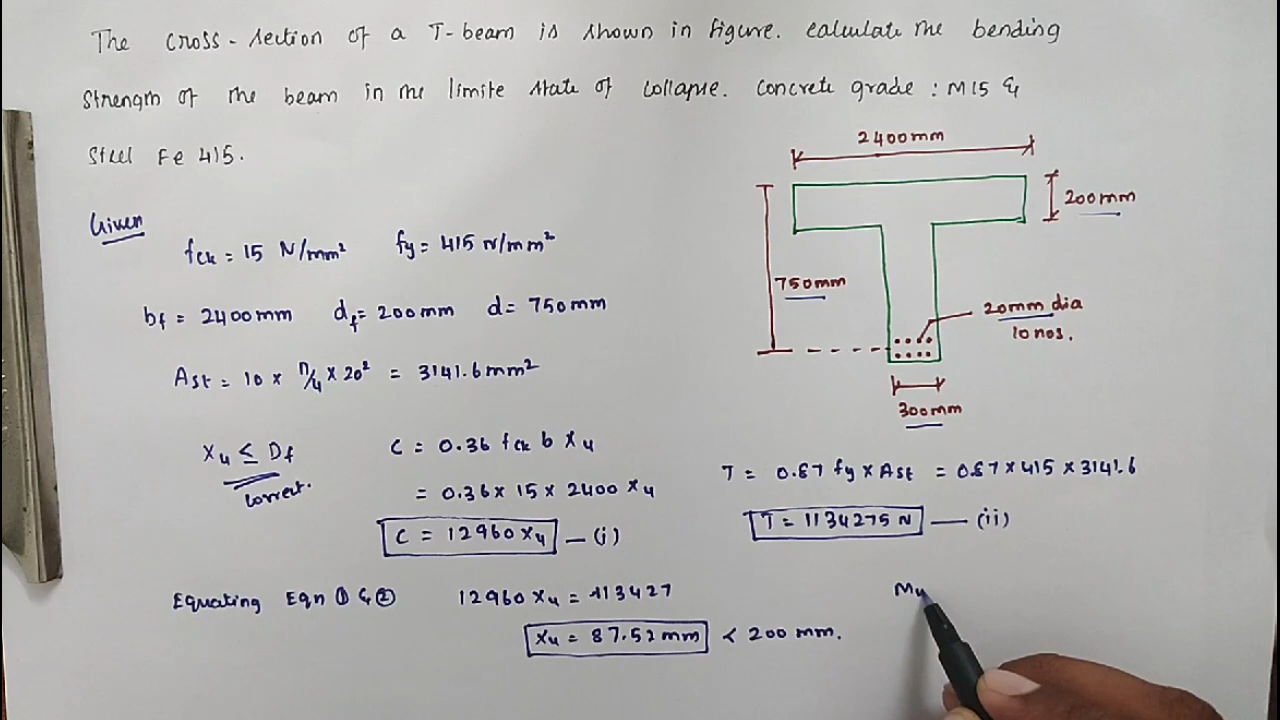 The cross-section of a T-beam is shown in figure. calculate the bending
strength of the beam in the limite state of collapse. Concrete grade : M15 &
Steel Fe 415.
2400mm
200mm
750mm
20mm dia
10 nos.
300mm
Given
fck = 15 N/mm² fy = 415 N/mm²
bf = 2400mm df = 200mm d = 750mm
Ast = 10 × π/4 × 20² = 3141.6mm²
xu ≤ Df
correct.
C = 0.36 fck b xu
= 0.36 × 15 × 2400 xu
C = 12960 xu — (i)
T = 0.87 fy × Ast = 0.87 × 415 × 3141.6
T = 1134275 N — (ii)
Equating Eqn ① & ② 12960 xu = 113427
xu = 87.52 mm < 200 mm.
Mu